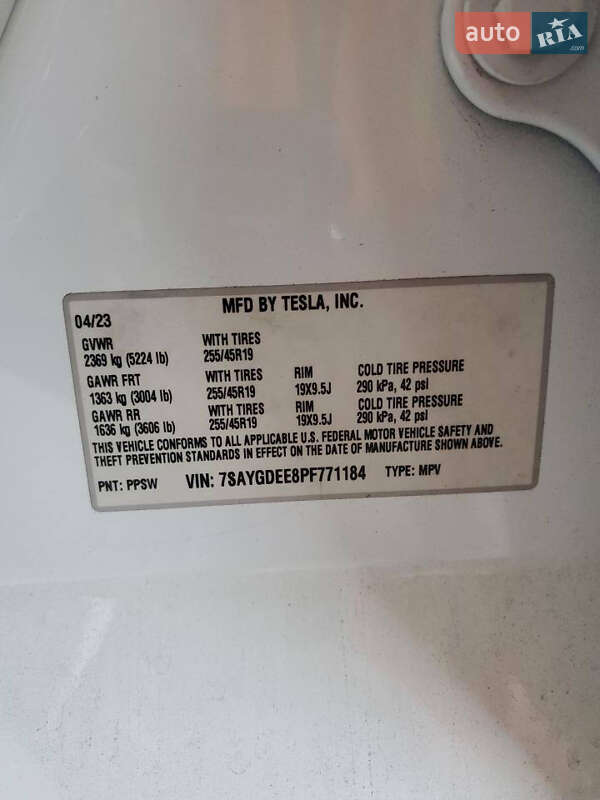 auto RIA .com
MFD BY TESLA, INC.
04/23
GVWR WITH TIRES
2369 kg (5224 lb) 255/45R19
GAWR FRT WITH TIRES RIM COLD TIRE PRESSURE
1363 kg (3004 lb) 255/45R19 19X9.5J 290 kPa, 42 psi
GAWR RR WITH TIRES RIM COLD TIRE PRESSURE
1636 kg (3606 lb) 255/45R19 19X9.5J 290 kPa, 42 psi
THIS VEHICLE CONFORMS TO ALL APPLICABLE U.S. FEDERAL MOTOR VEHICLE SAFETY AND
THEFT PREVENTION STANDARDS IN EFFECT ON THE DATE OF MANUFACTURE SHOWN ABOVE.
PNT: PPSW VIN: 7SAYGDEE8PF771184 TYPE: MPV